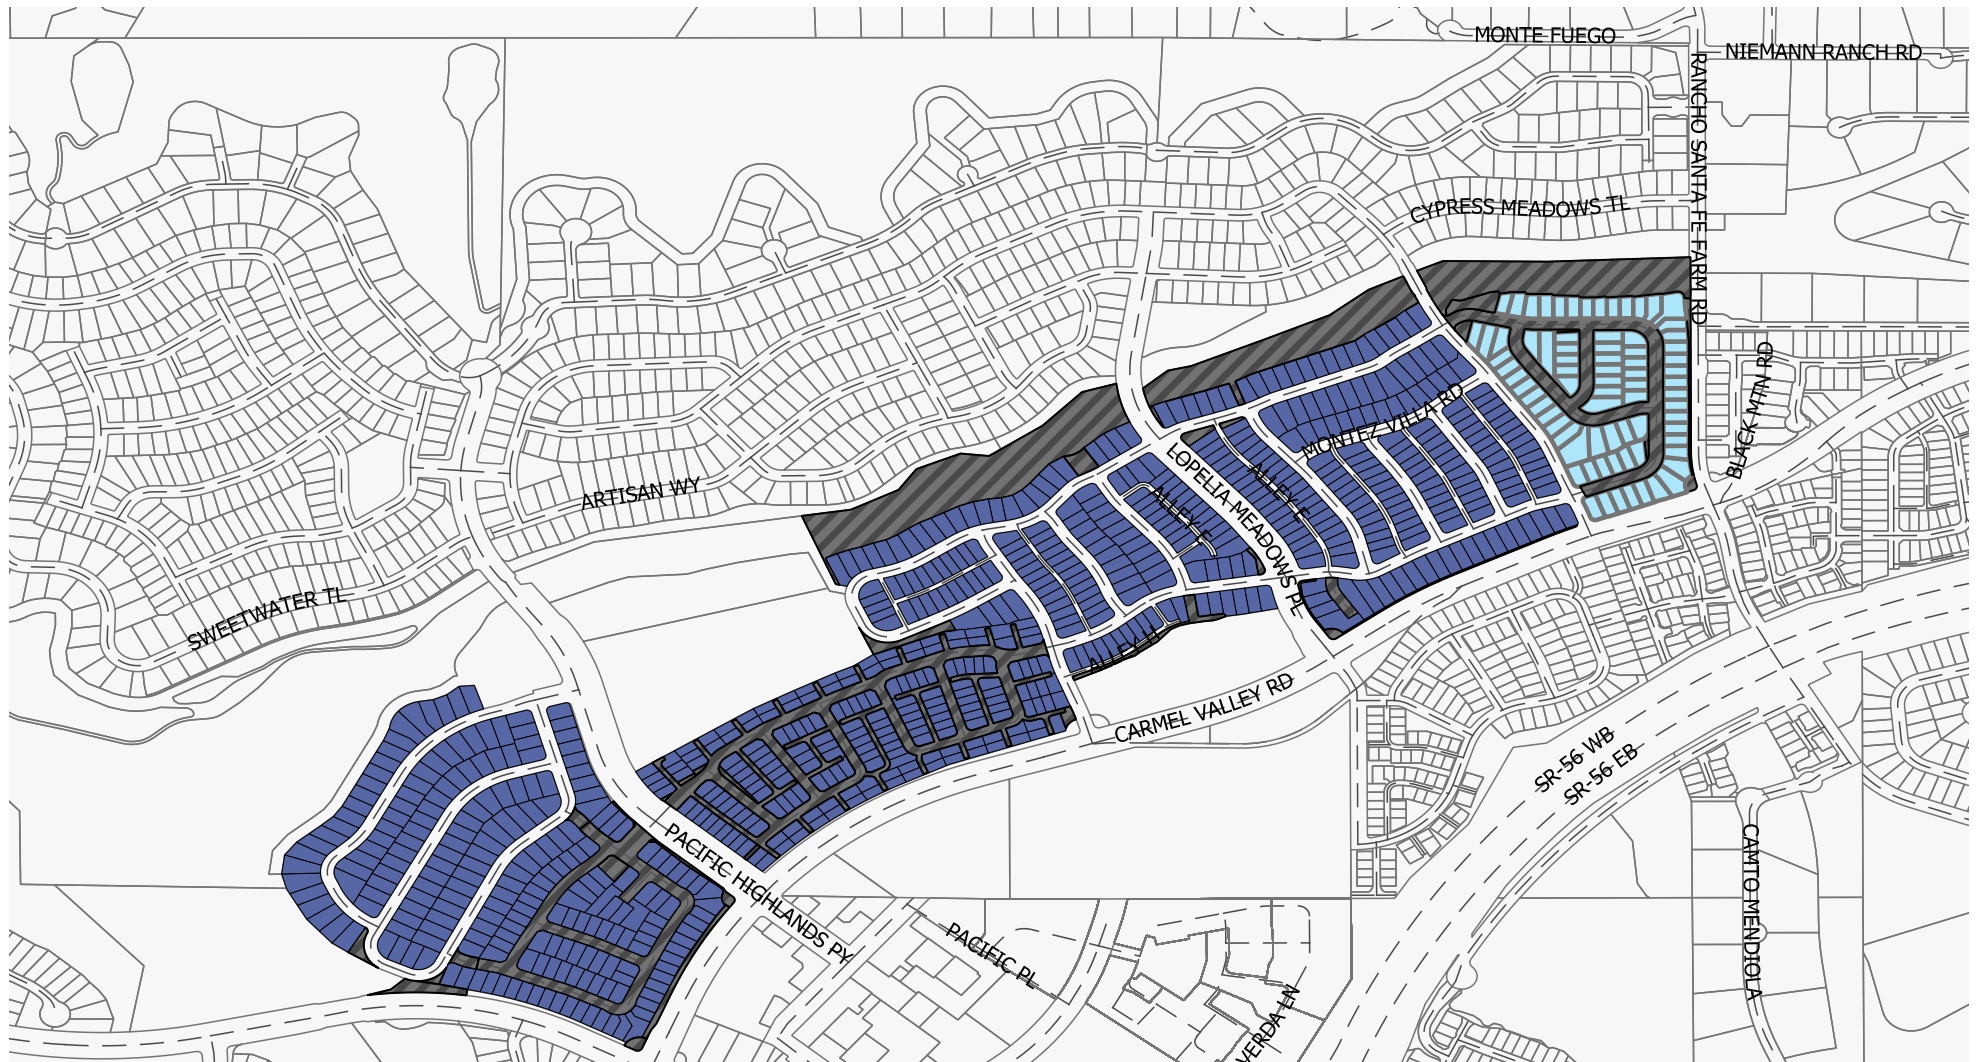 MONTE FUEGO
NIEMANN RANCH RD
RANCHO SANTA FE FARM RD
CYPRESS MEADOWS TL
BLACK MTN RD
MONTEZ VILLA RD
LOPELIA MEADOWS PL
ALLEY E
ALLEY F
ARTISAN WY
SWEETWATER TL
ALLEY H
CARMEL VALLEY RD
SR-56 WB
SR-56 EB
PACIFIC HIGHLANDS PY
CAMTO MENDIOLA
PACIFIC PL
VERDA LN